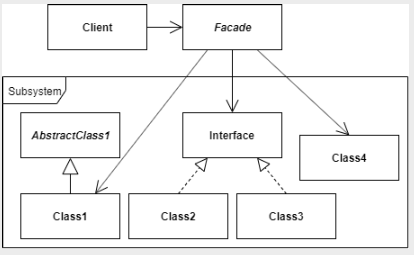 Client
Facade
Subsystem
AbstractClass1
Interface
Class4
Class1
Class2
Class3